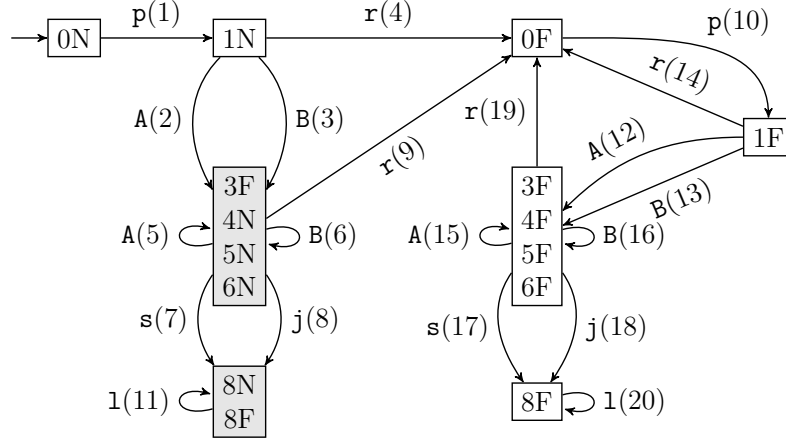 p(1)
r(4)
p(10)
0N
1N
0F
r(14)
A(2)
B(3)
r(19)
A(12)
1F
r(9)
B(13)
3F
4N
5N
6N
3F
4F
5F
6F
A(5)
B(6)
A(15)
B(16)
s(7)
j(8)
s(17)
j(18)
l(11)
8N
8F
8F
l(20)